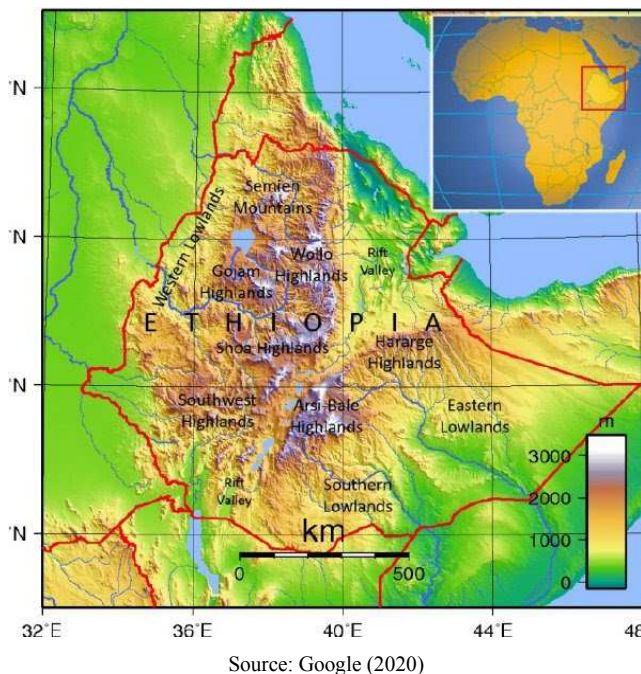 °N
Semien
Mountains
°N
Western Lowlands
Wollo
Highlands
Rift
Valley
Gojam
Highlands
ETHIOPIA
Shoa Highlands
Hararge
Highlands
°N
Southwest
Highlands
Arsi-Bale
Highlands
Eastern
Lowlands
m
3000
2000
1000
0
Rift
Valley
Southern
Lowlands
°N
km
0
500
32°E
36°E
40°E
44°E
48
Source: Google (2020)